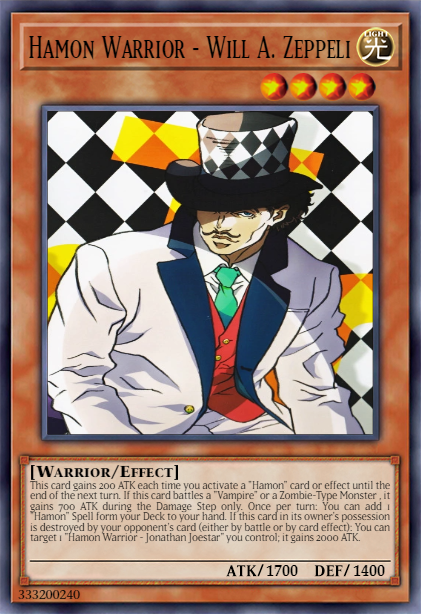 Hamon Warrior - Will A. Zeppeli
LIGHT
光
[Warrior/Effect]
This card gains 200 ATK each time you activate a "Hamon" card or effect until the
end of the next turn. If this card battles a "Vampire" or a Zombie-Type Monster , it
gains 700 ATK during the Damage Step only. Once per turn: You can add 1
"Hamon" Spell form your Deck to your hand. If this card in its owner's possession
is destroyed by your opponent's card (either by battle or by card effect): You can
target 1 "Hamon Warrior - Jonathan Joestar" you control; it gains 2000 ATK.
ATK/1700 DEF/1400
333200240